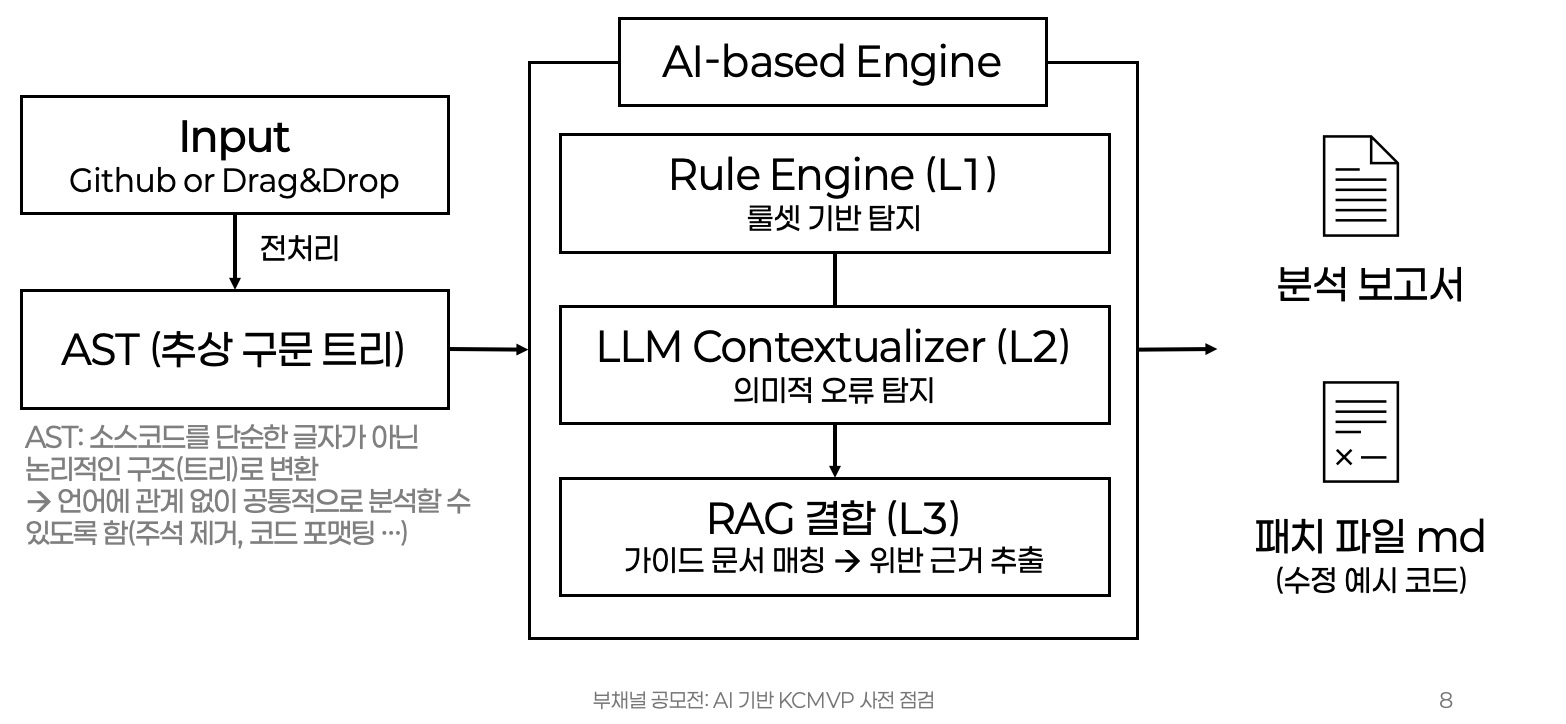 Input
Github or Drag&Drop
전처리
AST (추상 구문 트리)
AST: 소스코드를 단순한 글자가 아닌
논리적인 구조(트리)로 변환
→ 언어에 관계 없이 공통적으로 분석할 수
있도록 함(주석 제거, 코드 포맷팅 …)
AI-based Engine
Rule Engine (L1)
룰셋 기반 탐지
LLM Contextualizer (L2)
의미적 오류 탐지
RAG 결합 (L3)
가이드 문서 매칭 → 위반 근거 추출
분석 보고서
패치 파일 md
(수정 예시 코드)
부채널 공모전: AI 기반 KCMVP 사전 점검
8